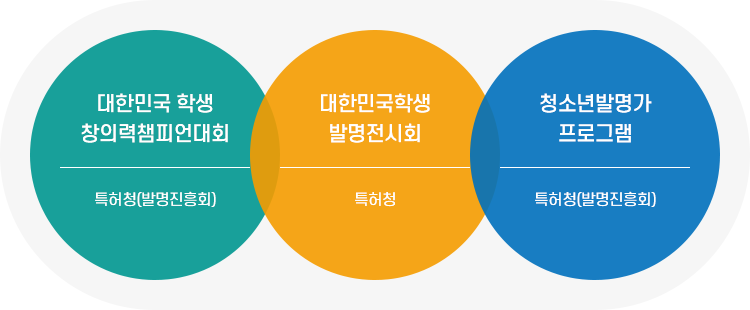 대한민국 학생
창의력챔피언대회
특허청(발명진흥회)
대한민국학생
발명전시회
특허청
청소년발명가
프로그램
특허청(발명진흥회)